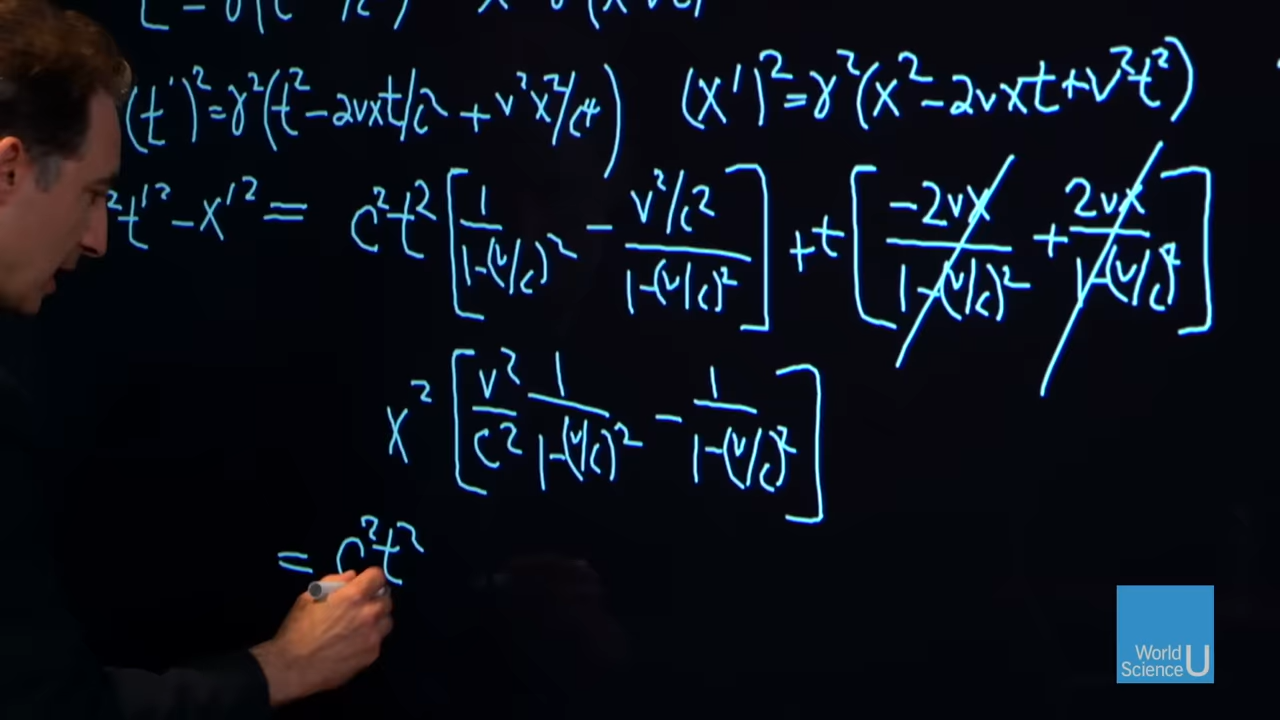 (t')²=γ²(t²-2vxt/c²+v²x²/c⁴) (x')²=γ²(x²-2vxt+v²t²)
²t'²-x'²= c²t²[1/1-(v/c)² - v²/c²/1-(v/c)²] +t[-2vx/1-(v/c)² + 2vx/1-(v/c)²]
x²[v²/c² 1/1-(v/c)² - 1/1-(v/c)²]
= c²t²
World
Science U